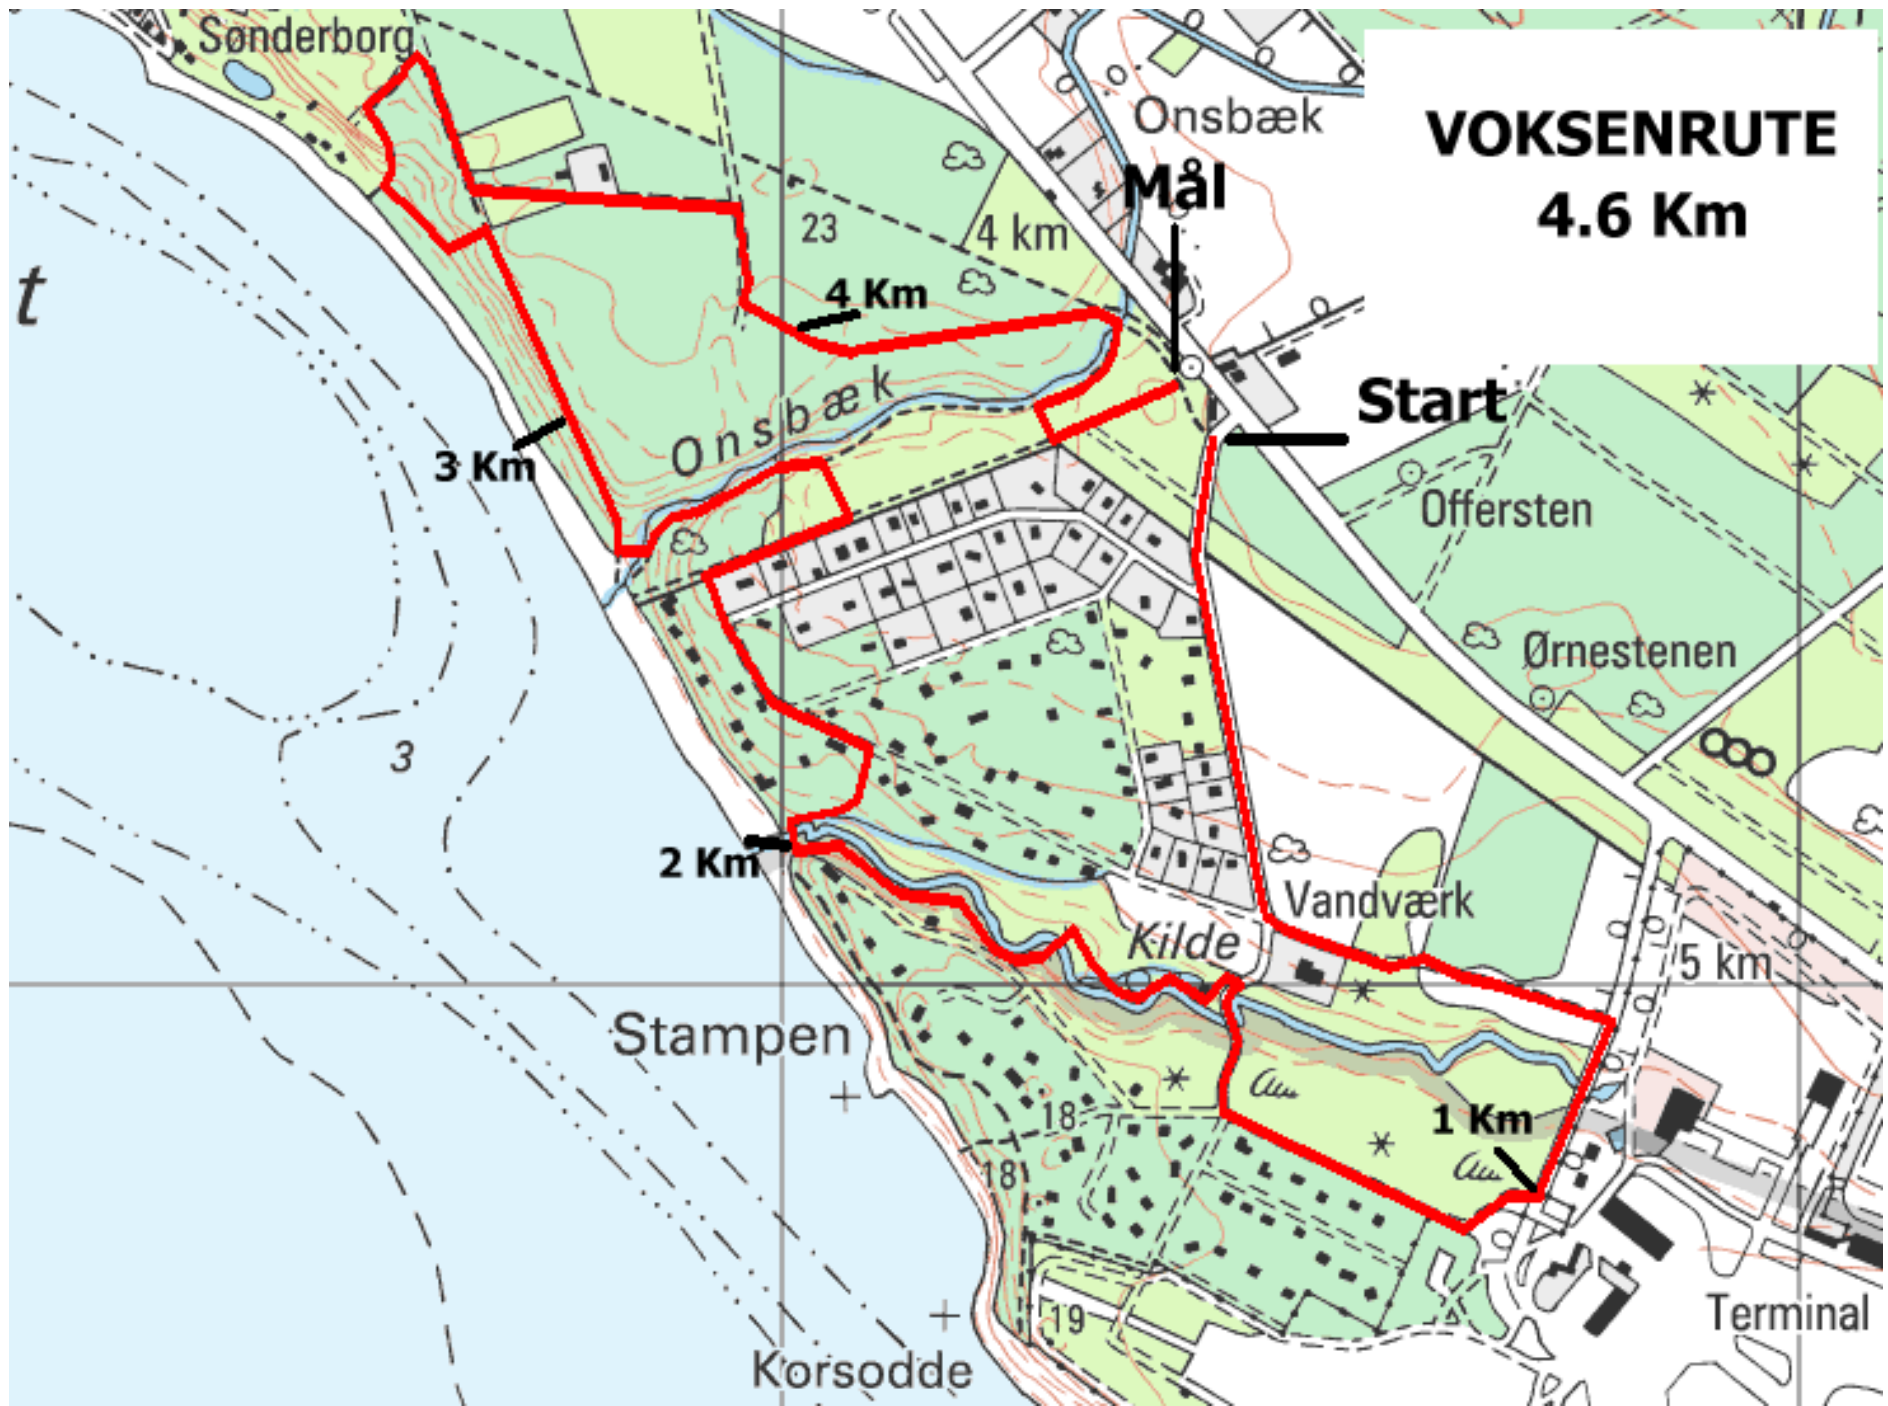 Sønderborg
Onsbæk
VOKSENRUTE
4.6 Km
Mål
23
4 km
t
4 Km
Start
Onsbæk
3 Km
Offersten
Ørnestenen
3
2 Km
Vandværk
Kilde
5 km
Stampen
18
1 Km
18
19
Terminal
Korsodde